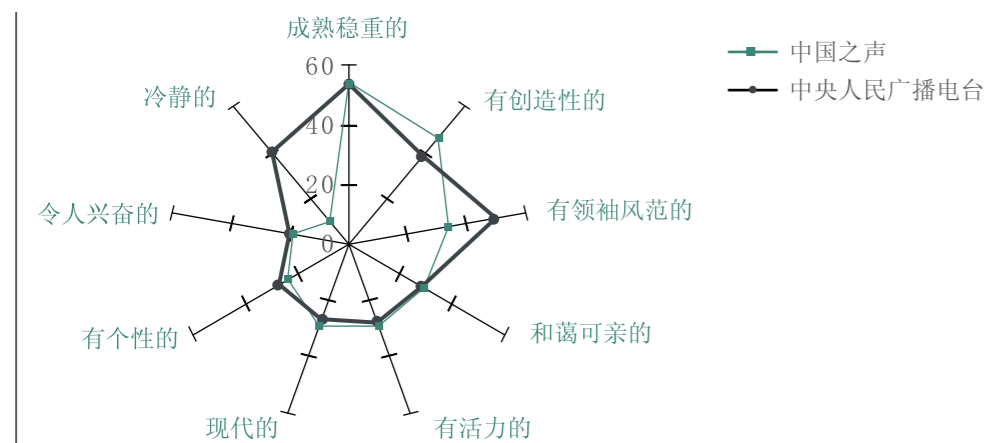 成熟稳重的
中国之声
中央人民广播电台
60
冷静的
有创造性的
40
20
令人兴奋的
有领袖风范的
0
有个性的
和蔼可亲的
现代的
有活力的